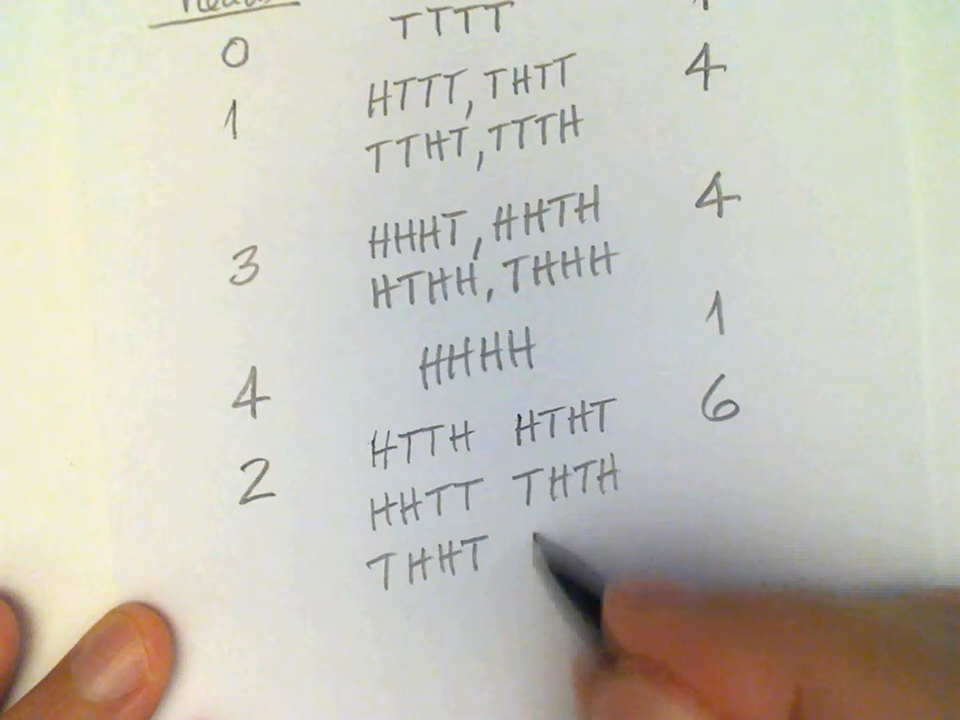 0 TTTT
1 HTTT, THTT 4
TTHT, TTTH
3 HHHT, HHTH 4
HTHH, THHH
4 HHHH 1
2 HTTH HTHT 6
HHTT THTH
THHT